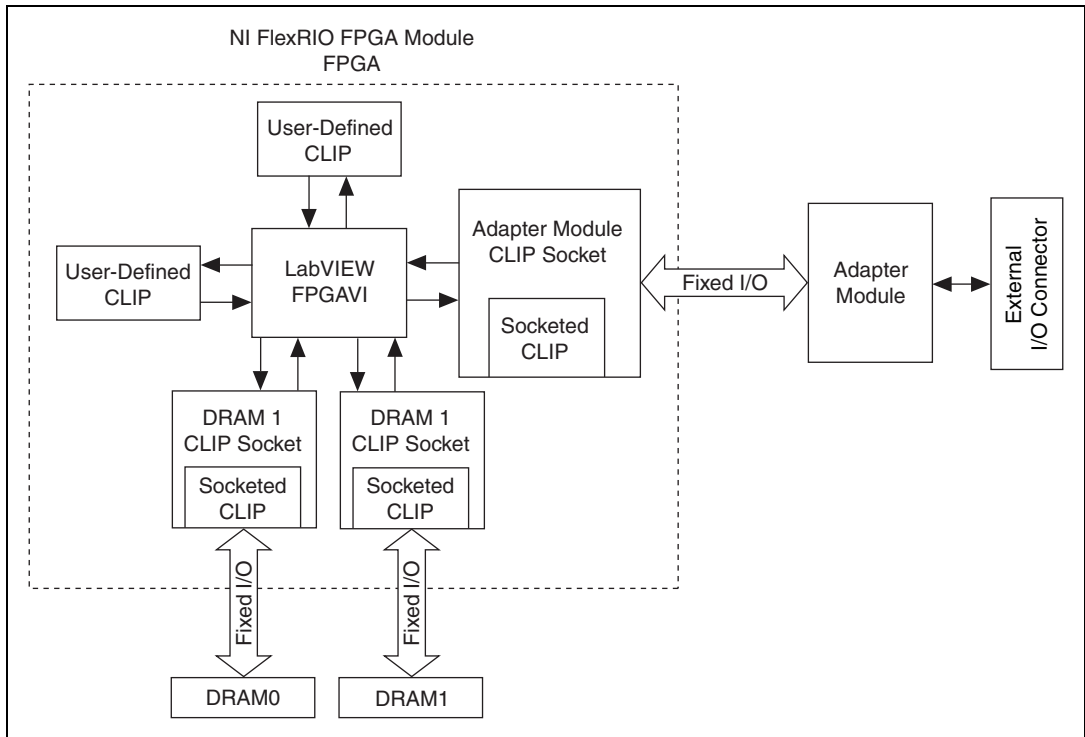 NI FlexRIO FPGA Module
FPGA
User-Defined
CLIP
User-Defined
CLIP
LabVIEW
FPGAVI
Adapter Module
CLIP Socket
Socketed
CLIP
Fixed I/O
Adapter
Module
External
I/O Connector
DRAM 1
CLIP Socket
Socketed
CLIP
DRAM 1
CLIP Socket
Socketed
CLIP
Fixed I/O
Fixed I/O
DRAM0
DRAM1